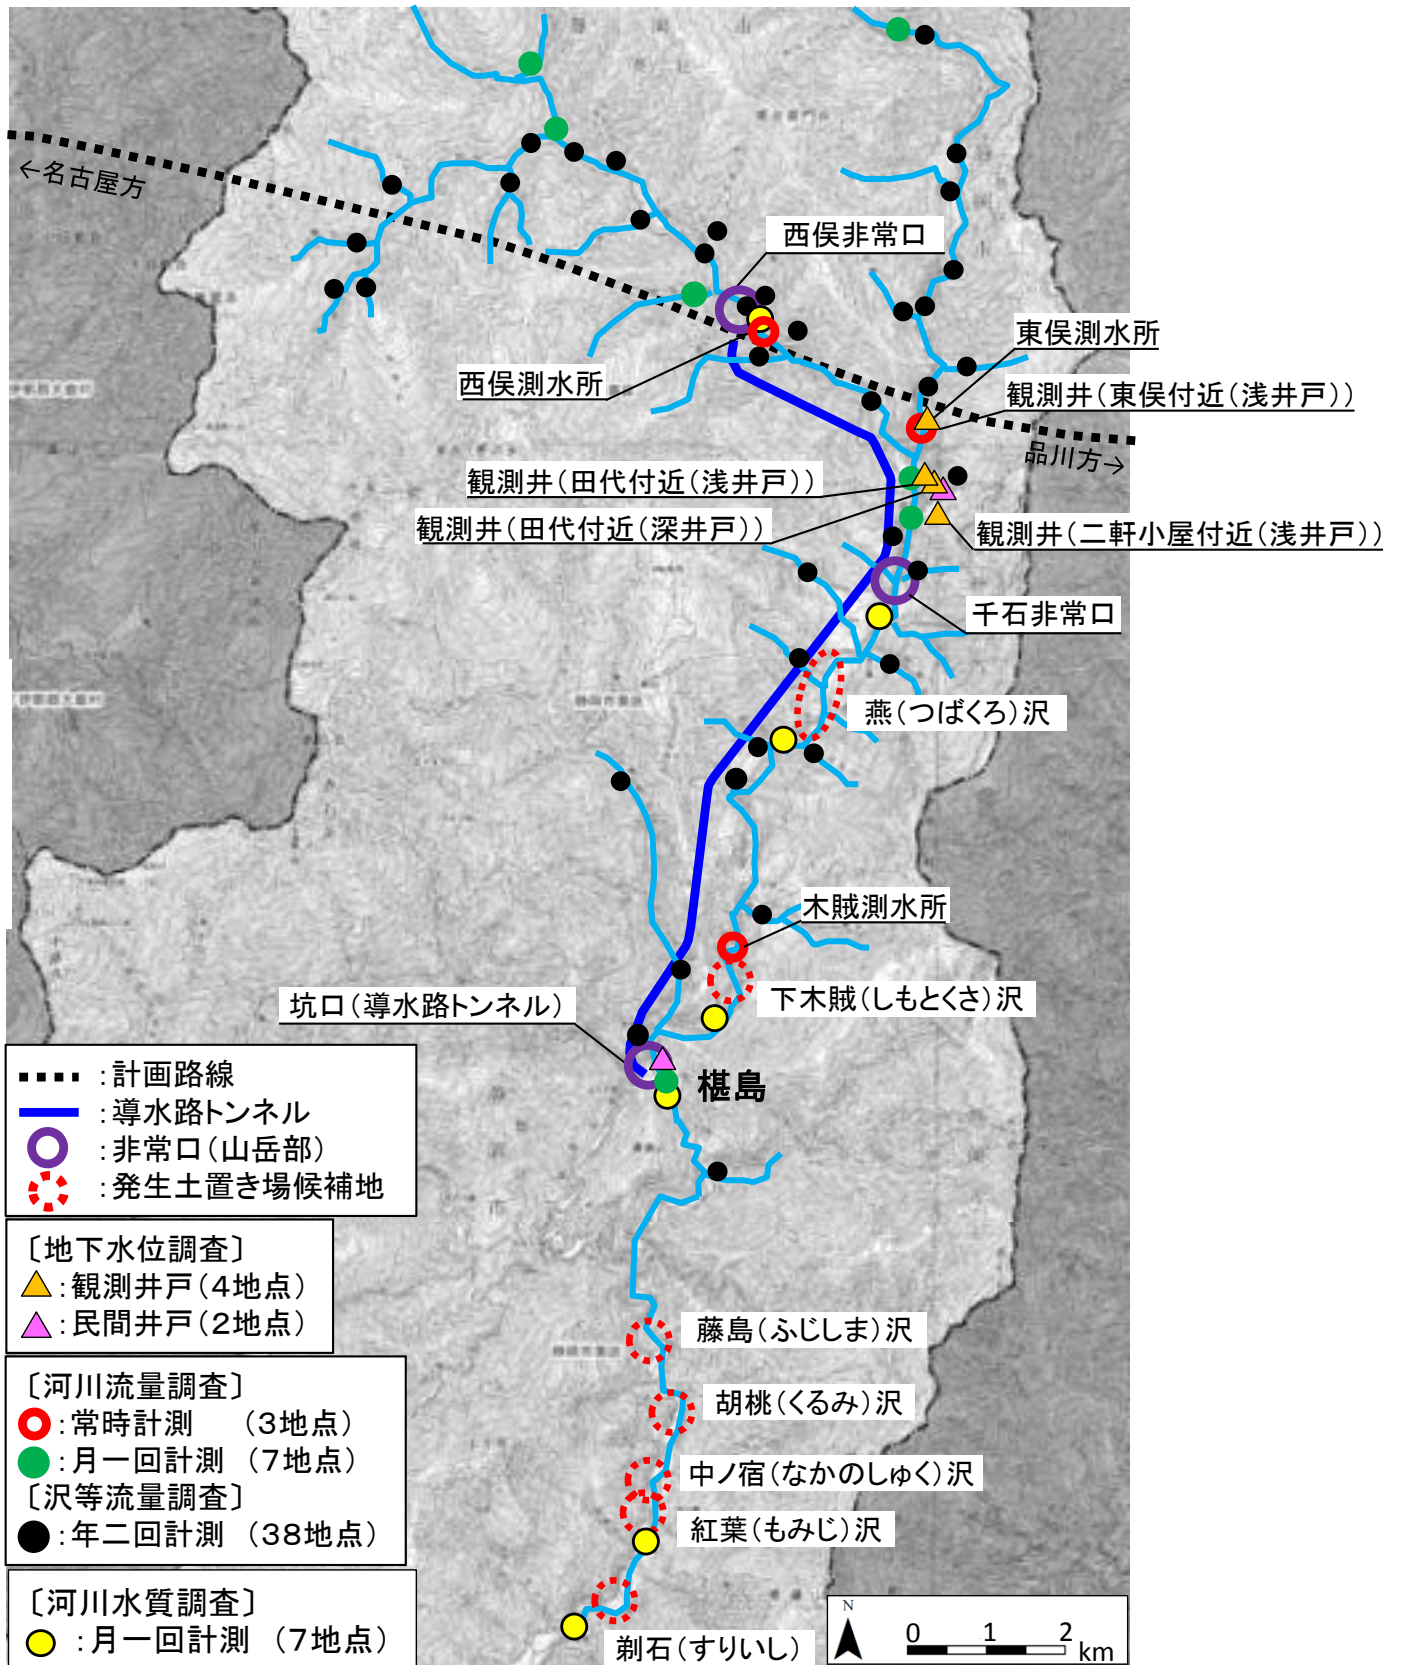 ←名古屋方
西俣非常口
東俣測水所
西俣測水所
観測井(東俣付近(浅井戸))
品川方→
観測井(田代付近(浅井戸))
観測井(田代付近(深井戸))
観測井(二軒小屋付近(浅井戸))
千石非常口
燕(つばくろ)沢
木賊測水所
下木賊(しもとくさ)沢
坑口(導水路トンネル)
椹島
:計画路線
:導水路トンネル
:非常口(山岳部)
:発生土置き場候補地
〔地下水位調査〕
:観測井戸(4地点)
:民間井戸(2地点)
藤島(ふじしま)沢
〔河川流量調査〕
:常時計測 (3地点)
:月一回計測 (7地点)
〔沢等流量調査〕
:年二回計測 (38地点)
胡桃(くるみ)沢
中ノ宿(なかのしゅく)沢
紅葉(もみじ)沢
〔河川水質調査〕
:月一回計測 (7地点)
剃石(すりいし)
N
0 1 2
km